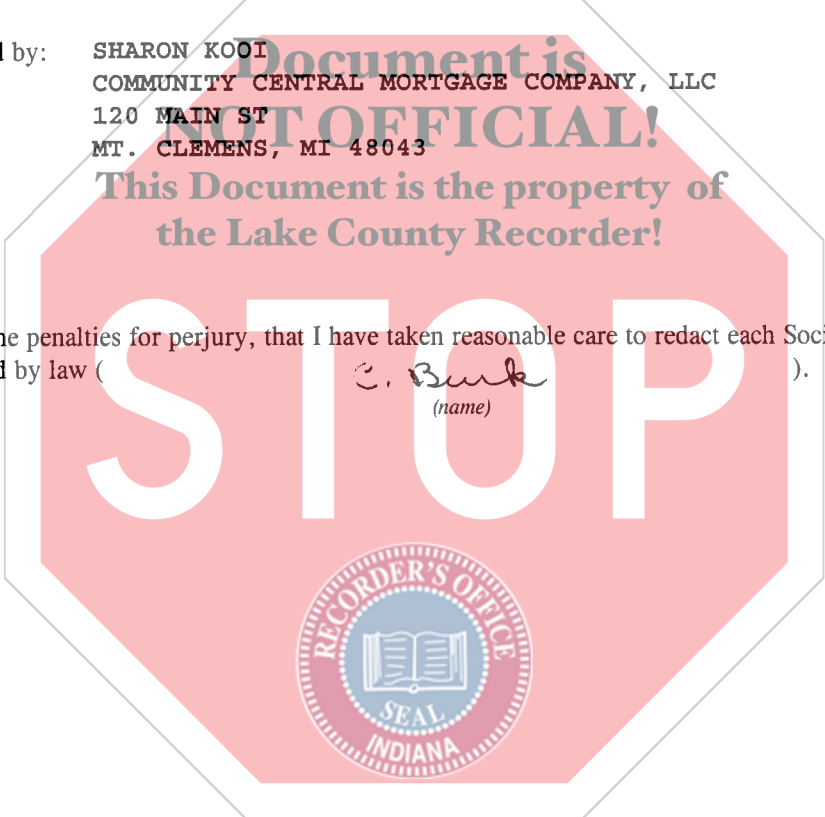 d by: SHARON KOOI
Document is
COMMUNITY CENTRAL MORTGAGE COMPANY, LLC
120 MAIN ST
NOT OFFICIAL!
MT. CLEMENS, MI 48043
This Document is the property of
the Lake County Recorder!
he penalties for perjury, that I have taken reasonable care to redact each Soci
d by law ( C. Burk ).
(name)
STOP
RECORDER'S OFFICE
SEAL
INDIANA